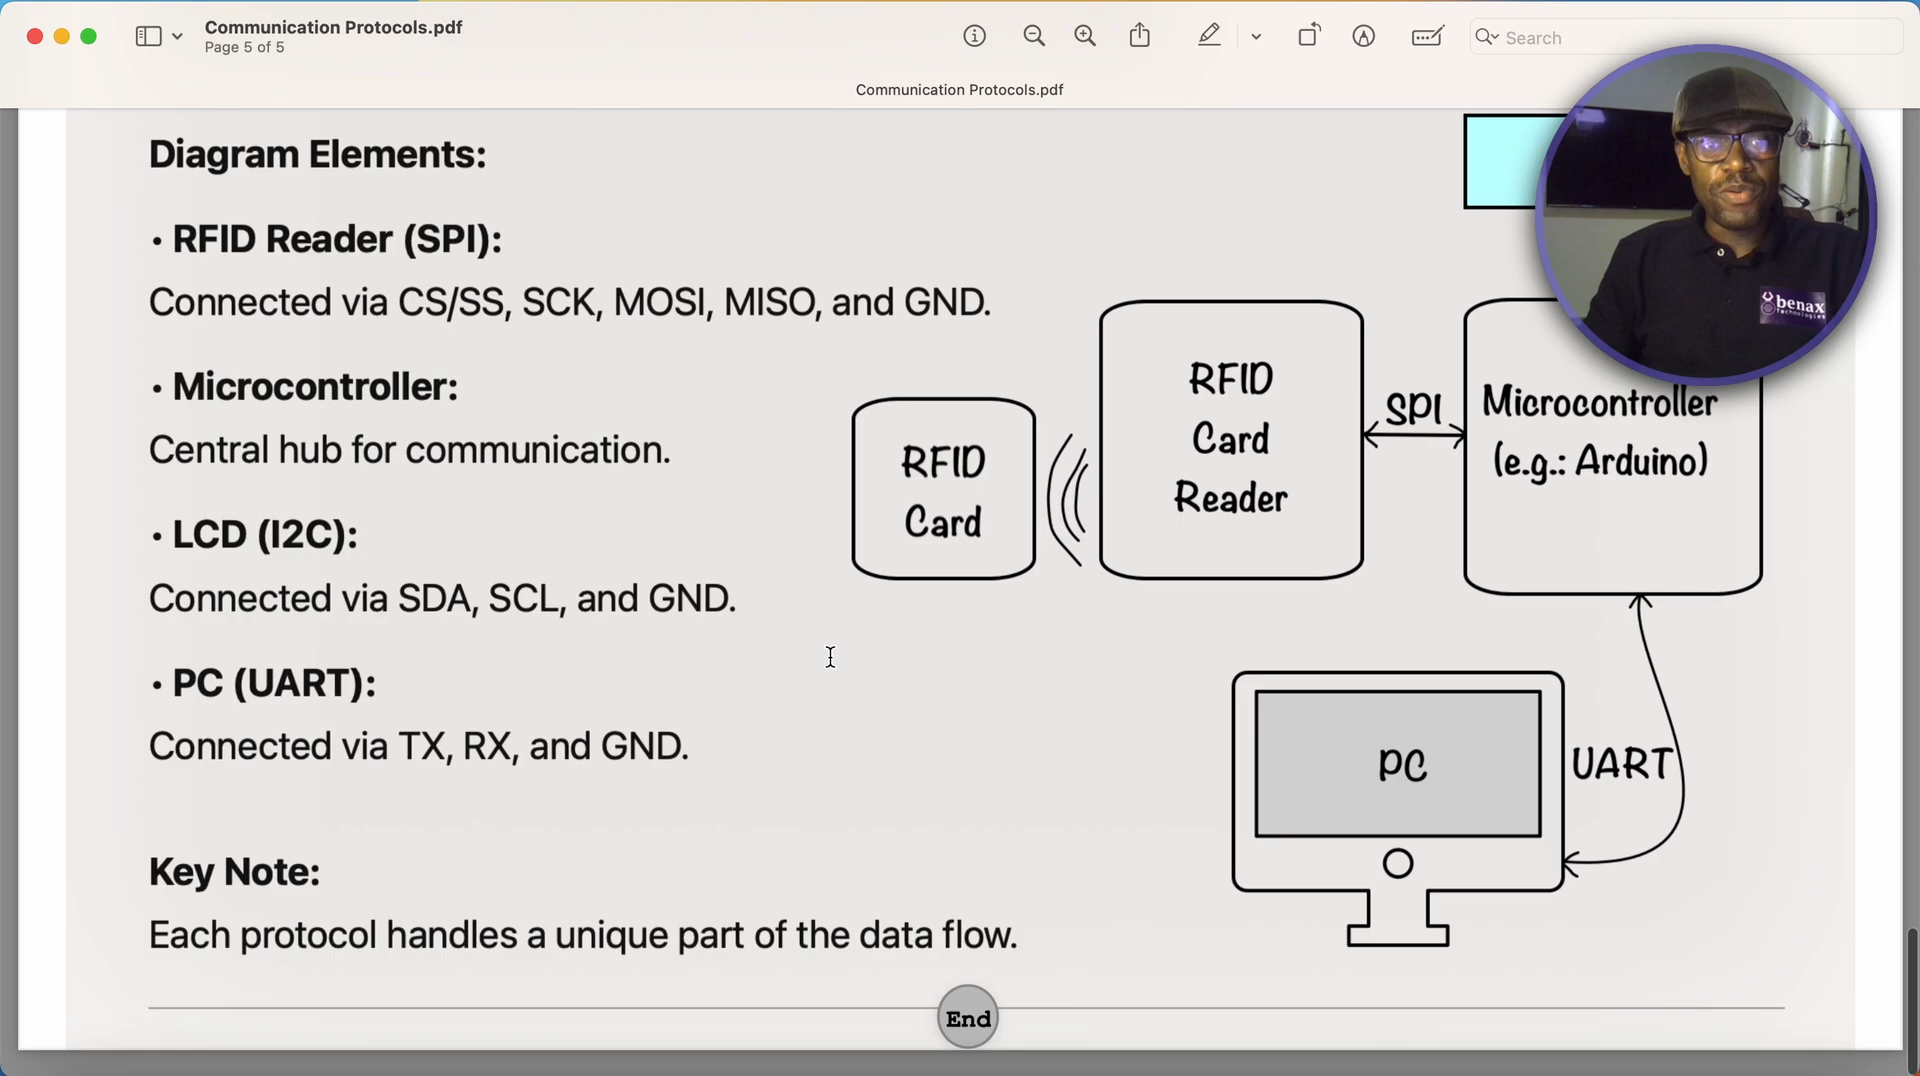 Communication Protocols.pdf
Page 5 of 5
Search
Communication Protocols.pdf
Diagram Elements:
• RFID Reader (SPI):
Connected via CS/SS, SCK, MOSI, MISO, and GND.
• Microcontroller:
Central hub for communication.
• LCD (I2C):
Connected via SDA, SCL, and GND.
• PC (UART):
Connected via TX, RX, and GND.
Key Note:
Each protocol handles a unique part of the data flow.
RFID
Card
RFID
Card
Reader
SPI
Microcontroller
(e.g.: Arduino)
PC
UART
benax
Technologies
End